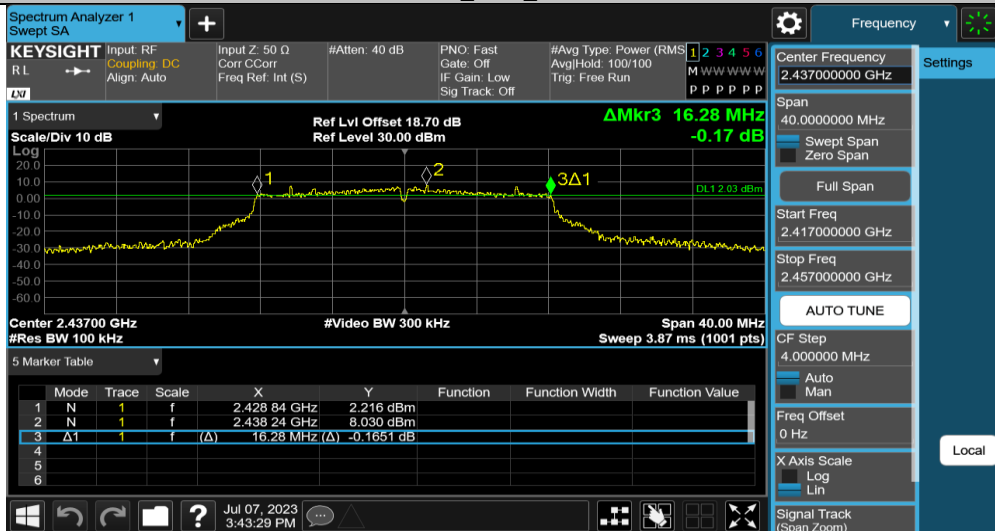 Spectrum Analyzer 1
Swept SA
+
Frequency
KEYSIGHT
R L
LXI
Input: RF
Coupling: DC
Align: Auto
Input Z: 50 Ω
Corr CCorr
Freq Ref: Int (S)
#Atten: 40 dB
PNO: Fast
Gate: Off
IF Gain: Low
Sig Track: Off
#Avg Type: Power (RMS
Avg|Hold: 100/100
Trig: Free Run
1 2 3 4 5 6
M W W W W W
P P P P P P
1 Spectrum
Scale/Div 10 dB
Ref Lvl Offset 18.70 dB
Ref Level 30.00 dBm
ΔMkr3 16.28 MHz
-0.17 dB
Log
20.0
10.0
0.00
-10.0
-20.0
-30.0
-40.0
-50.0
-60.0
1
2
3Δ1
DL1 2.03 dBm
Center 2.43700 GHz
#Res BW 100 kHz
#Video BW 300 kHz
Span 40.00 MHz
Sweep 3.87 ms (1001 pts)
5 Marker Table
Mode Trace Scale X Y Function Function Width Function Value
1 N 1 f 2.428 84 GHz 2.216 dBm
2 N 1 f 2.438 24 GHz 8.030 dBm
3 Δ1 1 f (Δ) 16.28 MHz (Δ) -0.1651 dB
4
5
6
?
Jul 07, 2023
3:43:29 PM
Center Frequency
2.437000000 GHz
Span
40.0000000 MHz
Swept Span
Zero Span
Full Span
Start Freq
2.417000000 GHz
Stop Freq
2.457000000 GHz
AUTO TUNE
CF Step
4.000000 MHz
Auto
Man
Freq Offset
0 Hz
X Axis Scale
Log
Lin
Signal Track
(Span Zoom)
Settings
Local